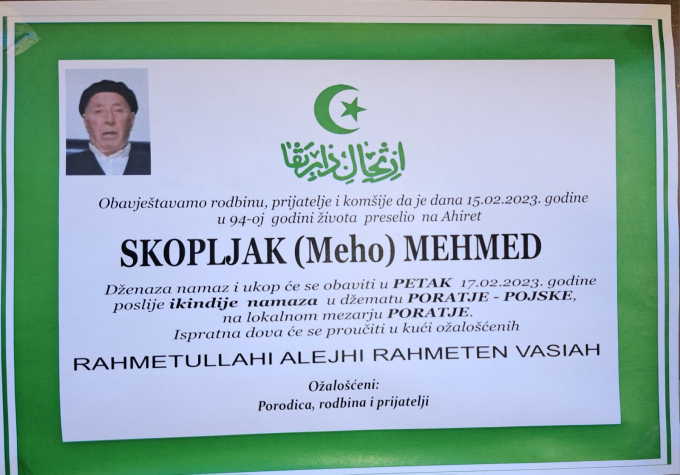 Obavještavamo rodbinu, prijatelje i komšije da je dana 15.02.2023. godine
u 94-oj godini života preselio na Ahiret
SKOPLJAK (Meho) MEHMED
Dženaza namaz i ukop će se obaviti u PETAK 17.02.2023. godine
poslije ikindije namaza u džematu PORATJE - POJSKE,
na lokalnom mezarju PORATJE.
Ispratna dova će se proučiti u kući ožalošćenih
RAHMETULLAHI ALEJHI RAHMETEN VASIAH
Ožalošćeni:
Porodica, rodbina i prijatelji